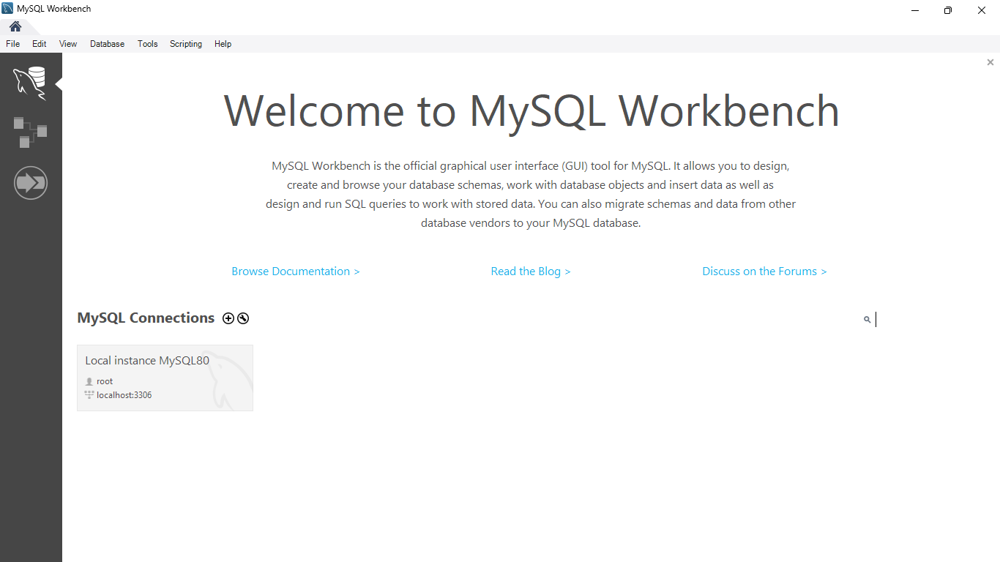 MySQL Workbench
File Edit View Database Tools Scripting Help
Welcome to MySQL Workbench
MySQL Workbench is the official graphical user interface (GUI) tool for MySQL. It allows you to design,
create and browse your database schemas, work with database objects and insert data as well as
design and run SQL queries to work with stored data. You can also migrate schemas and data from other
database vendors to your MySQL database.
Browse Documentation > Read the Blog > Discuss on the Forums >
MySQL Connections
Local instance MySQL80
root
localhost:3306